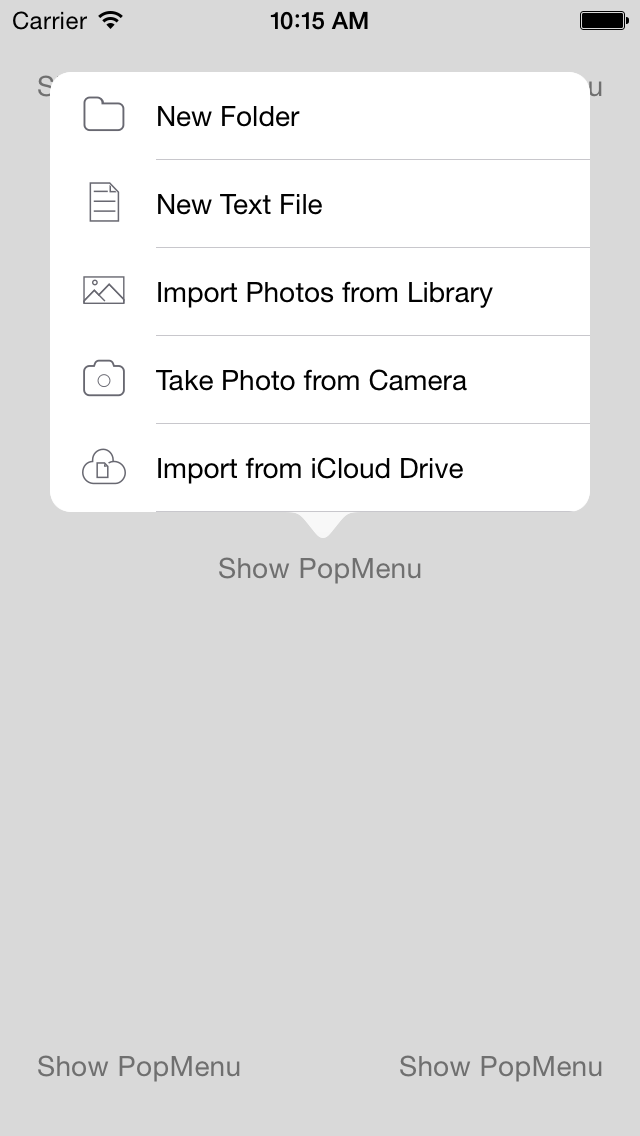 Carrier 10:15 AM
New Folder
New Text File
Import Photos from Library
Take Photo from Camera
Import from iCloud Drive
Show PopMenu
Show PopMenu Show PopMenu